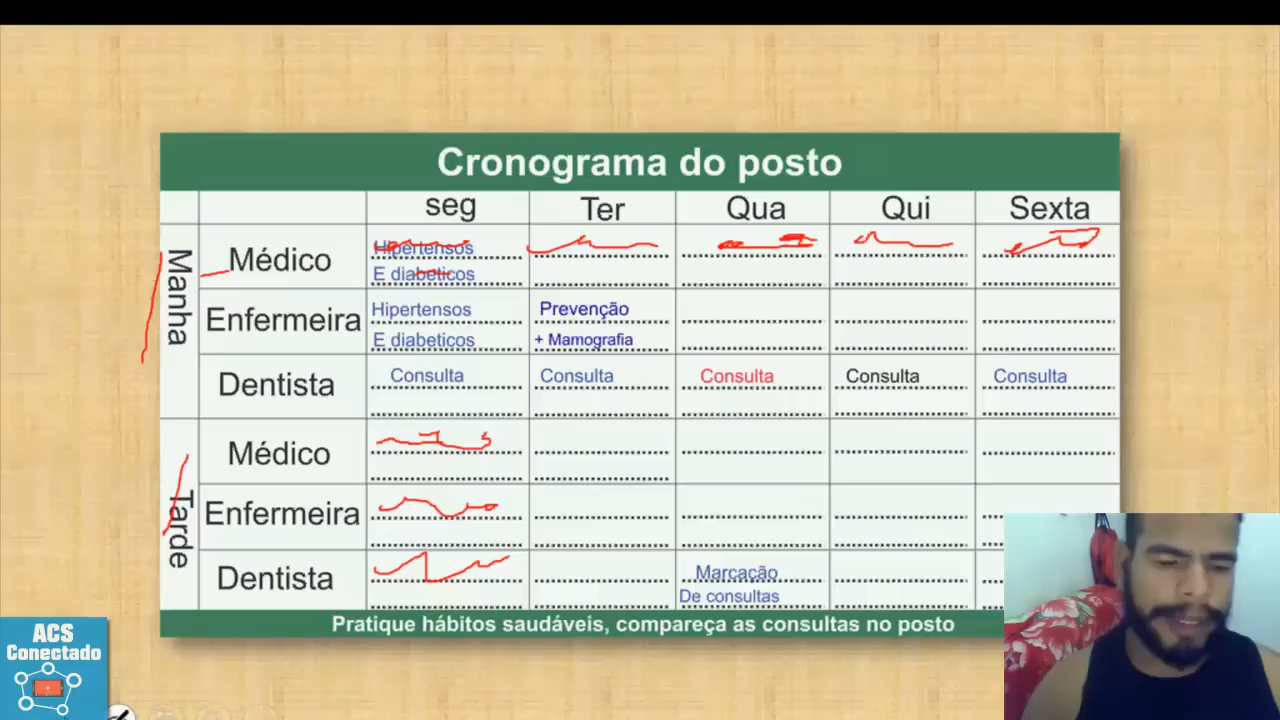 Cronograma do posto
seg Ter Qua Qui Sexta
Manha
Médico
Hipertensos
E diabeticos
Enfermeira
Hipertensos Prevenção
E diabeticos + Mamografia
Dentista
Consulta Consulta Consulta Consulta Consulta
Tarde
Médico
Enfermeira
Dentista
Marcação
De consultas
Pratique hábitos saudáveis, compareça as consultas no posto
ACS
Conectado